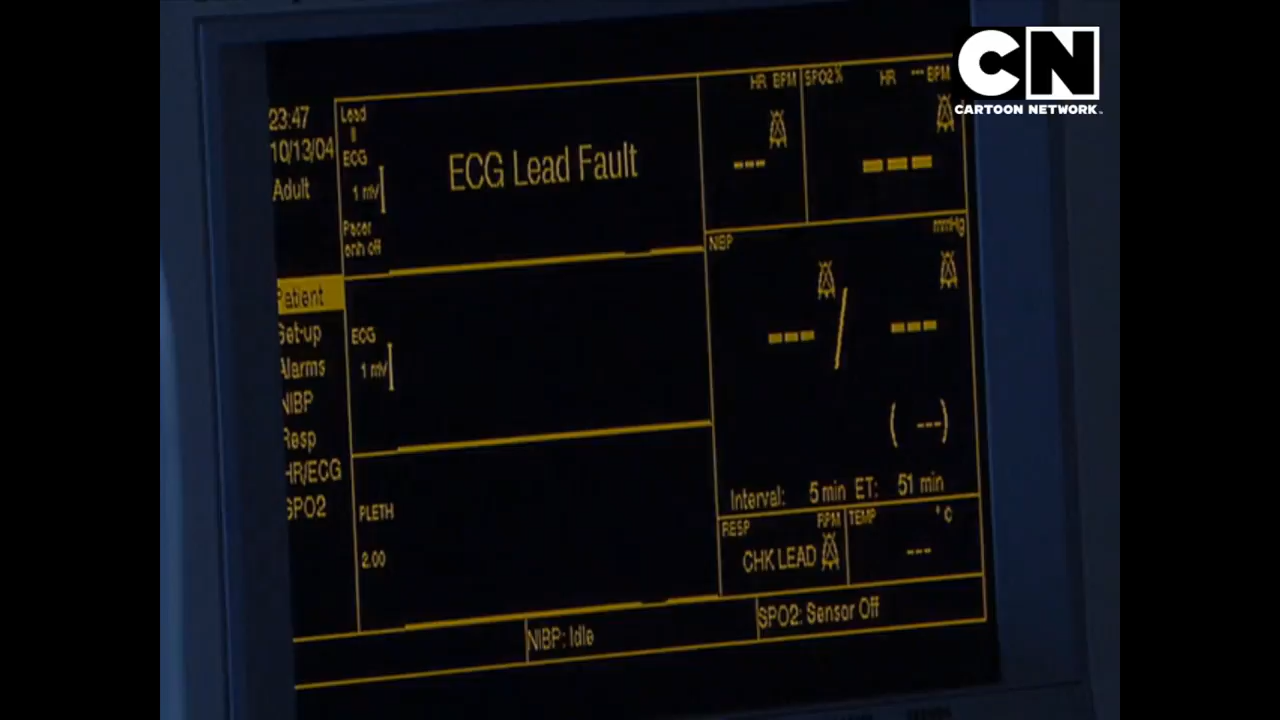 CN
CARTOON NETWORK
23:47
10/13/04
Adult
Lead
II
ECG
1 mV
Pacer
enh off
ECG Lead Fault
HR BPM
---
SPO2%
HR --- BPM
---
Patient
Set-up
Alarms
NIBP
Resp
HR/ECG
SPO2
ECG
1 mV
PLETH
2.00
NIBP
mmHg
--- / ---
( --- )
Interval: 5 min ET: 51 min
RESP RPM
CHK LEAD
TEMP °C
---
NIBP: Idle
SPO2: Sensor Off